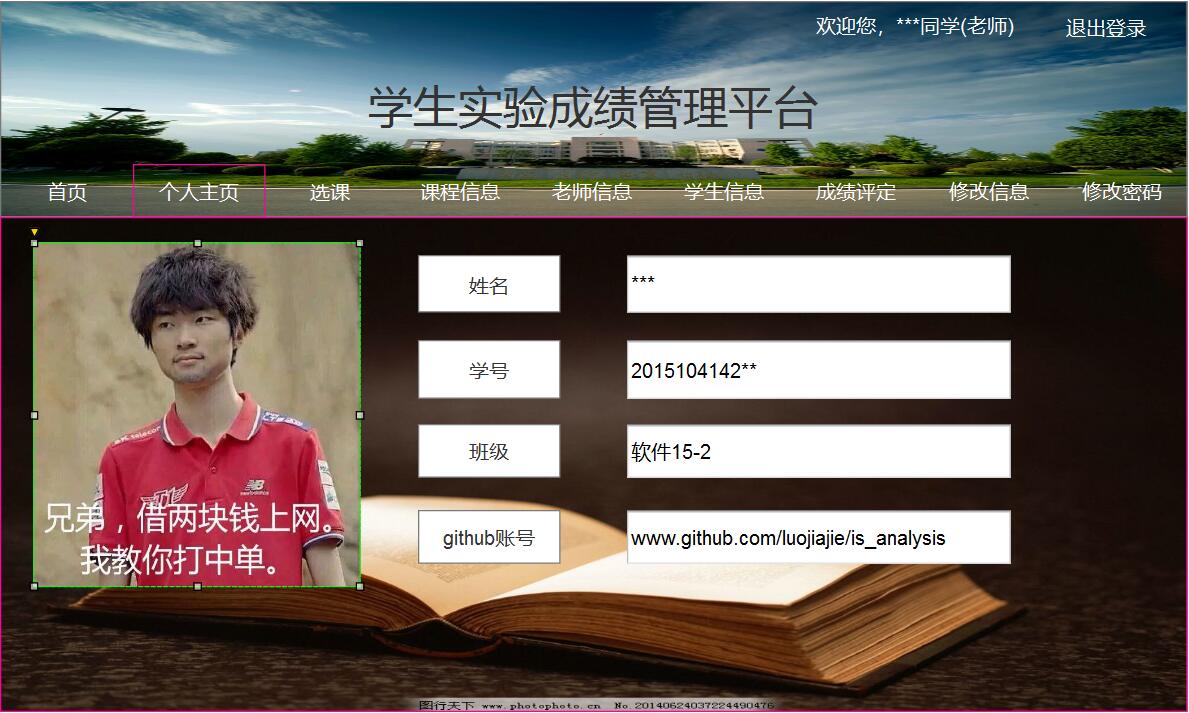 欢迎您，***同学(老师)
退出登录
学生实验成绩管理平台
首页
个人主页
选课
课程信息
老师信息
学生信息
成绩评定
修改信息
修改密码
姓名
***
学号
2015104142**
班级
软件15-2
github账号
www.github.com/luojiajie/is_analysis
SK telecom
T1
new balance
兄弟，借两块钱上网。
我教你打中单。
图行天下 www.photophoto.cn No.20140624037224490476